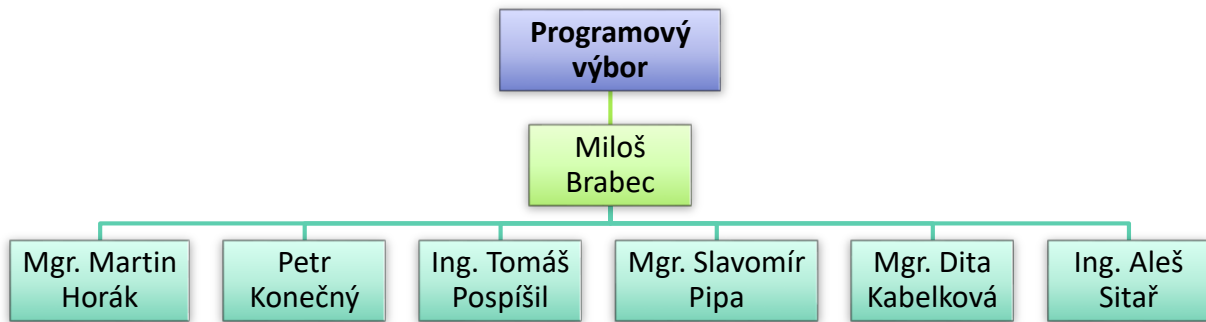 Programový
výbor
Miloš
Brabec
Mgr. Martin
Horák
Petr
Konečný
Ing. Tomáš
Pospíšil
Mgr. Slavomír
Pipa
Mgr. Dita
Kabelková
Ing. Aleš
Sitař